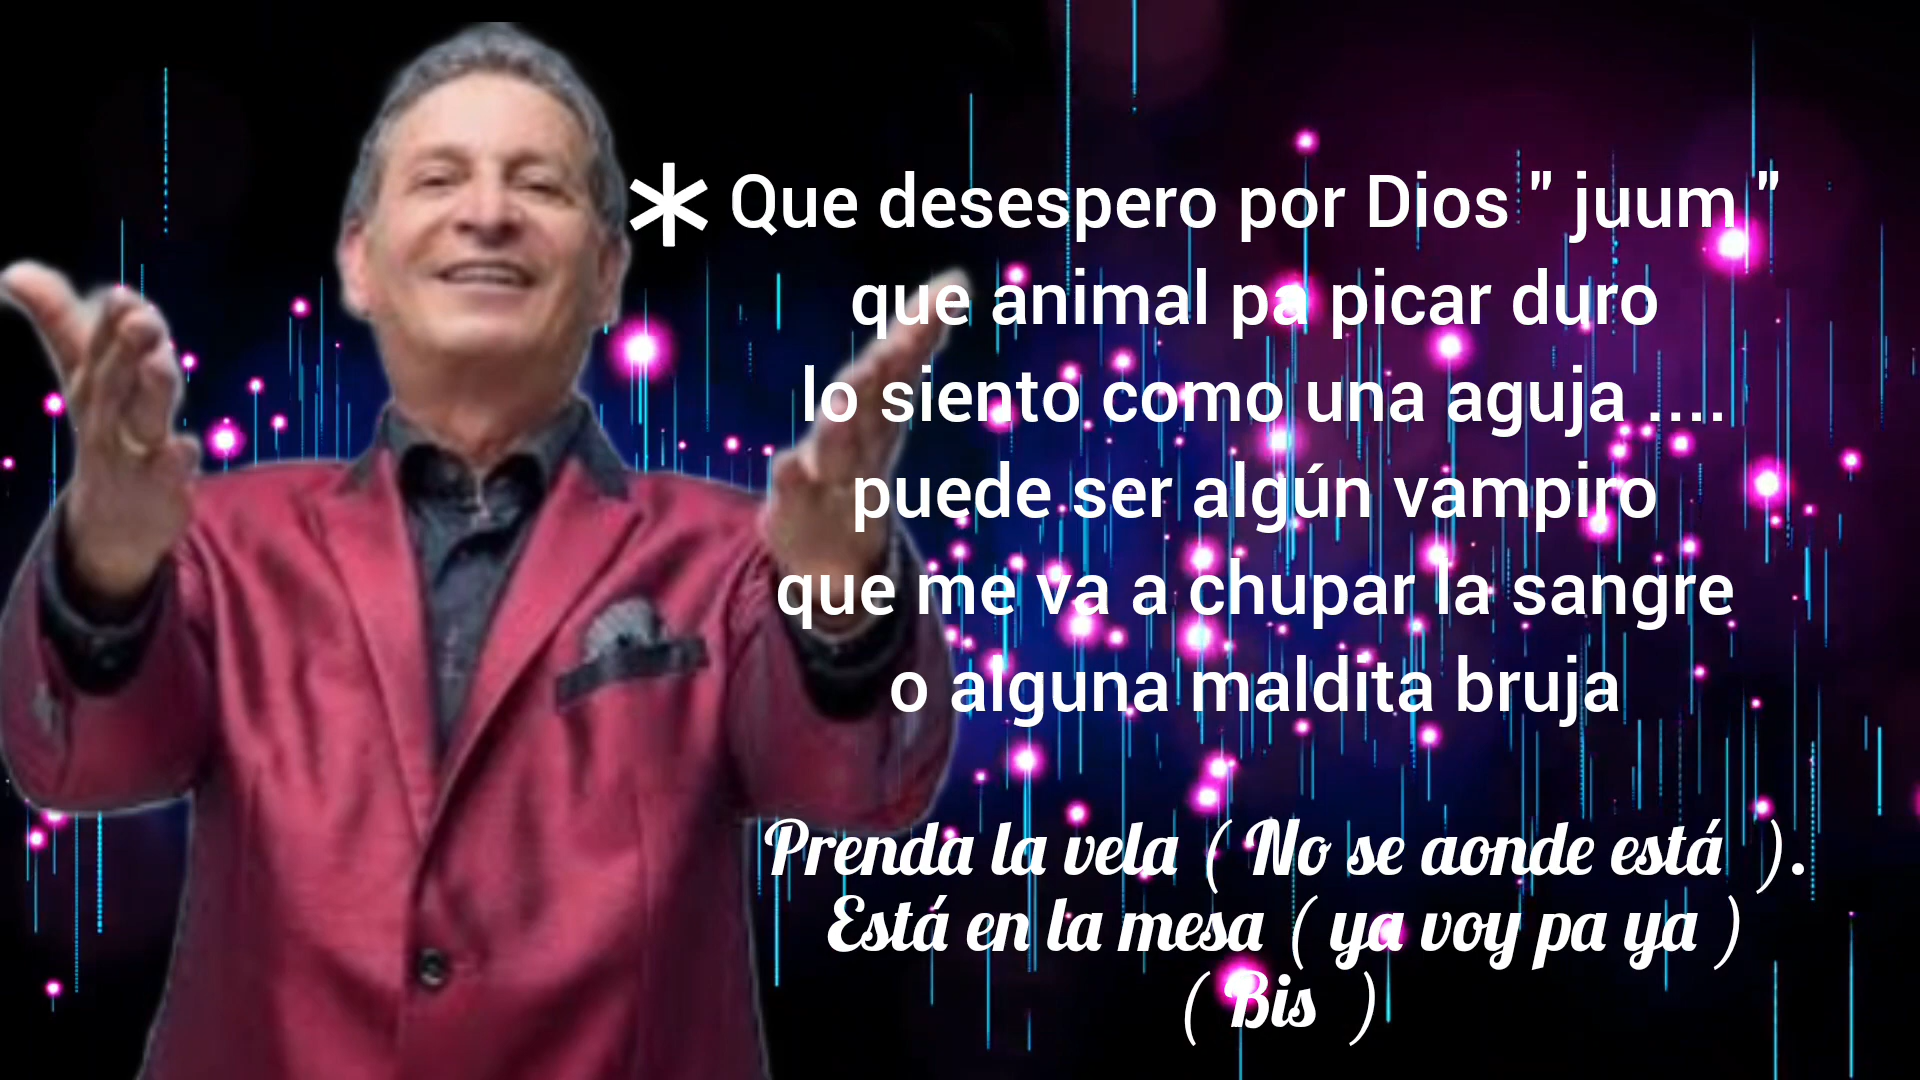 * Que desespero por Dios " juum "
que animal pa picar duro
lo siento como una aguja ....
puede ser algún vampiro
que me va a chupar la sangre
o alguna maldita bruja
Prenda la vela ( No se aonde está ).
Está en la mesa ( ya voy pa ya )
( Bis )